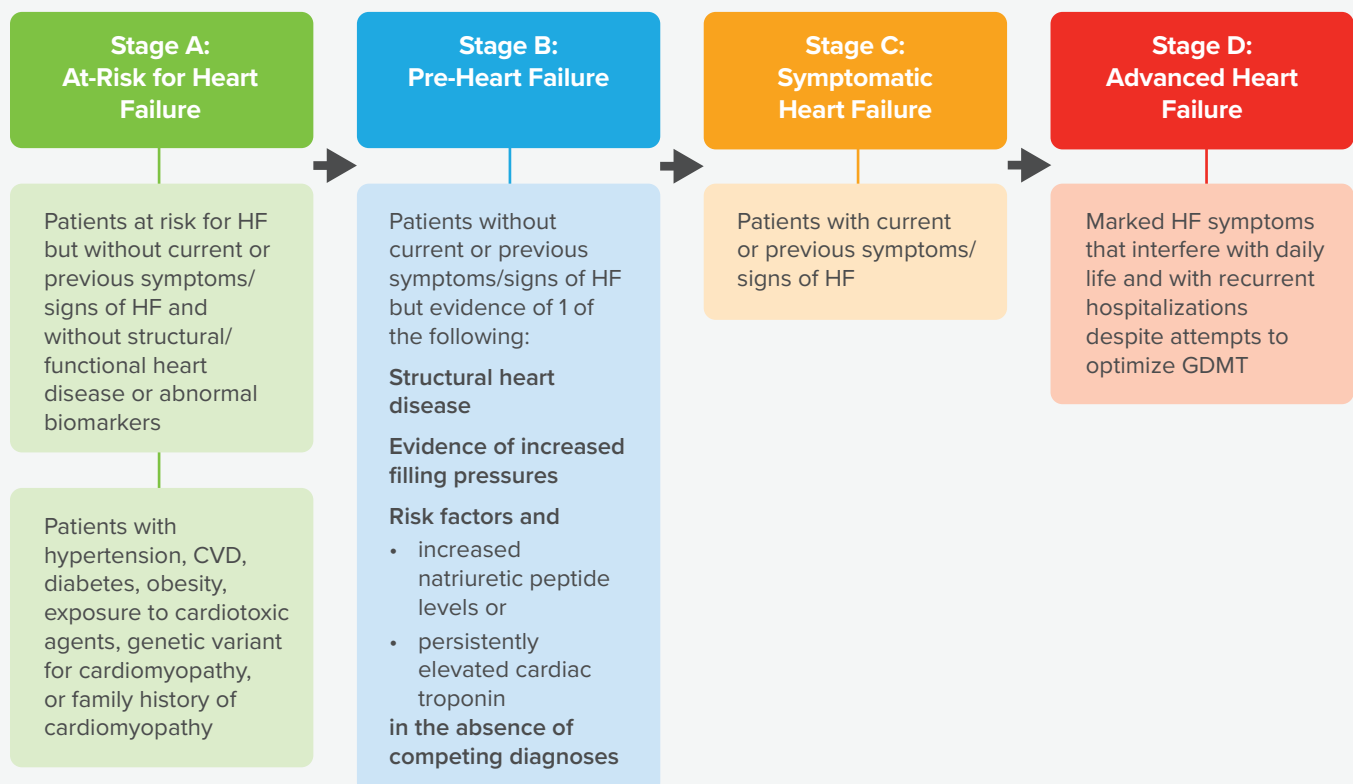 Stage A:
At-Risk for Heart
Failure
Patients at risk for HF
but without current or
previous symptoms/
signs of HF and
without structural/
functional heart
disease or abnormal
biomarkers
Patients with
hypertension, CVD,
diabetes, obesity,
exposure to cardiotoxic
agents, genetic variant
for cardiomyopathy,
or family history of
cardiomyopathy
Stage B:
Pre-Heart Failure
Patients without
current or previous
symptoms/signs of HF
but evidence of 1 of
the following:
Structural heart
disease
Evidence of increased
filling pressures
Risk factors and
• increased
natriuretic peptide
levels or
• persistently
elevated cardiac
troponin
in the absence of
competing diagnoses
Stage C:
Symptomatic
Heart Failure
Patients with current
or previous symptoms/
signs of HF
Stage D:
Advanced Heart
Failure
Marked HF symptoms
that interfere with daily
life and with recurrent
hospitalizations
despite attempts to
optimize GDMT